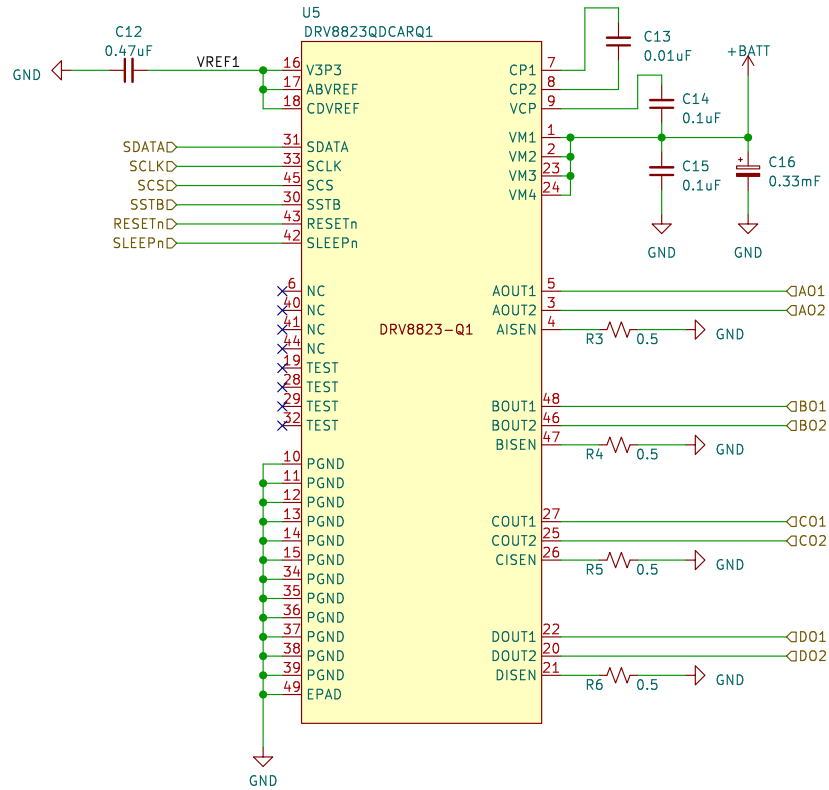 U5
DRV8823QDCARQ1
C12
0.47uF
GND
VREF1
16 V3P3
17 ABVREF
18 CDVREF
SDATA 31 SDATA
SCLK 33 SCLK
SCS 45 SCS
SSTB 30 SSTB
RESETn 43 RESETn
SLEEPn 42 SLEEPn
6 NC
40 NC
41 NC
44 NC
19 TEST
28 TEST
29 TEST
32 TEST
10 PGND
11 PGND
12 PGND
13 PGND
14 PGND
15 PGND
34 PGND
35 PGND
36 PGND
37 PGND
38 PGND
39 PGND
49 EPAD
GND
DRV8823-Q1
CP1 7
CP2 8
VCP 9
C13
0.01uF
+BATT
C14
0.1uF
VM1 1
VM2 2
VM3 23
VM4 24
C15
0.1uF
C16
+
0.33mF
GND
GND
AOUT1 5 AO1
AOUT2 3 AO2
AISEN 4 R3 0.5 GND
BOUT1 48 BO1
BOUT2 46 BO2
BISEN 47 R4 0.5 GND
COUT1 27 CO1
COUT2 25 CO2
CISEN 26 R5 0.5 GND
DOUT1 22 DO1
DOUT2 20 DO2
DISEN 21 R6 0.5 GND